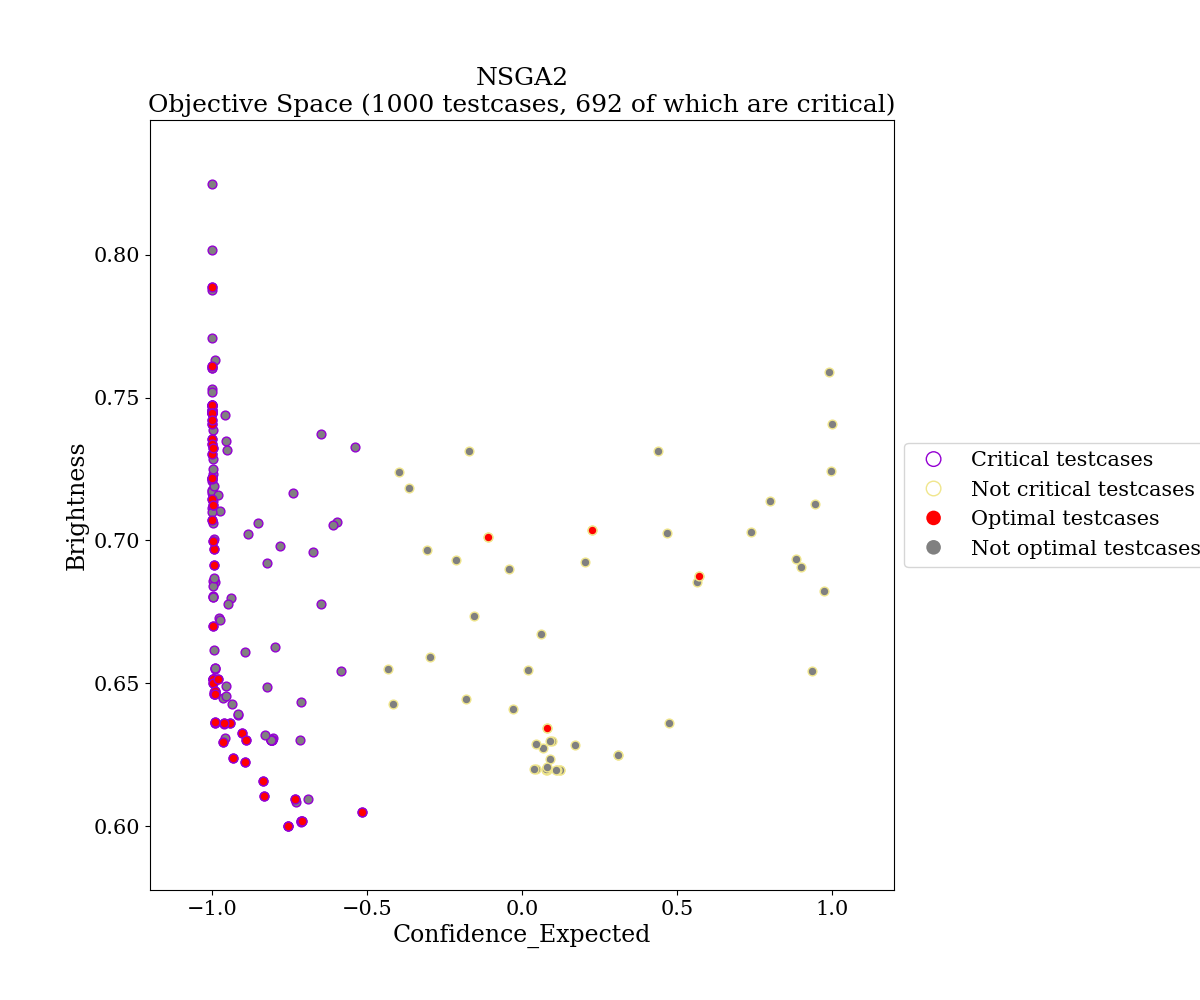 NSGA2
Objective Space (1000 testcases, 692 of which are critical)
0.80
0.75
0.70
0.65
0.60
Brightness
−1.0
−0.5
0.0
0.5
1.0
Confidence_Expected
Critical testcases
Not critical testcases
Optimal testcases
Not optimal testcases